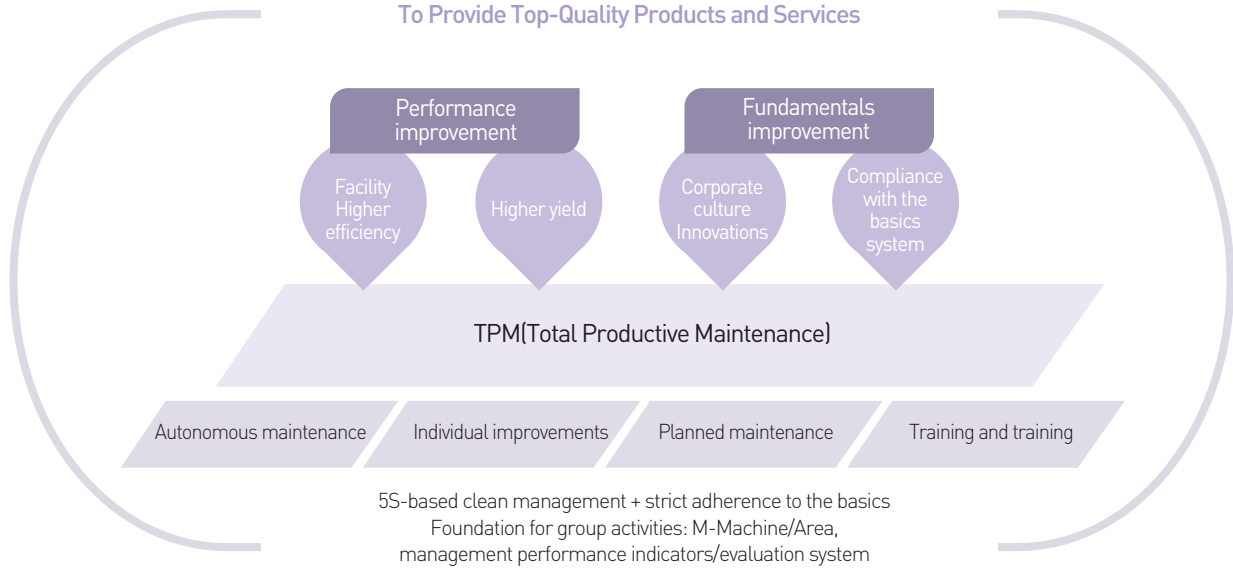 To Provide Top-Quality Products and Services
Performance
improvement
Fundamentals
improvement
Facility
Higher
efficiency
Higher yield
Corporate
culture
Innovations
Compliance
with the
basics
system
TPM(Total Productive Maintenance)
Autonomous maintenance
Individual improvements
Planned maintenance
Training and training
5S-based clean management + strict adherence to the basics
Foundation for group activities: M-Machine/Area,
management performance indicators/evaluation system